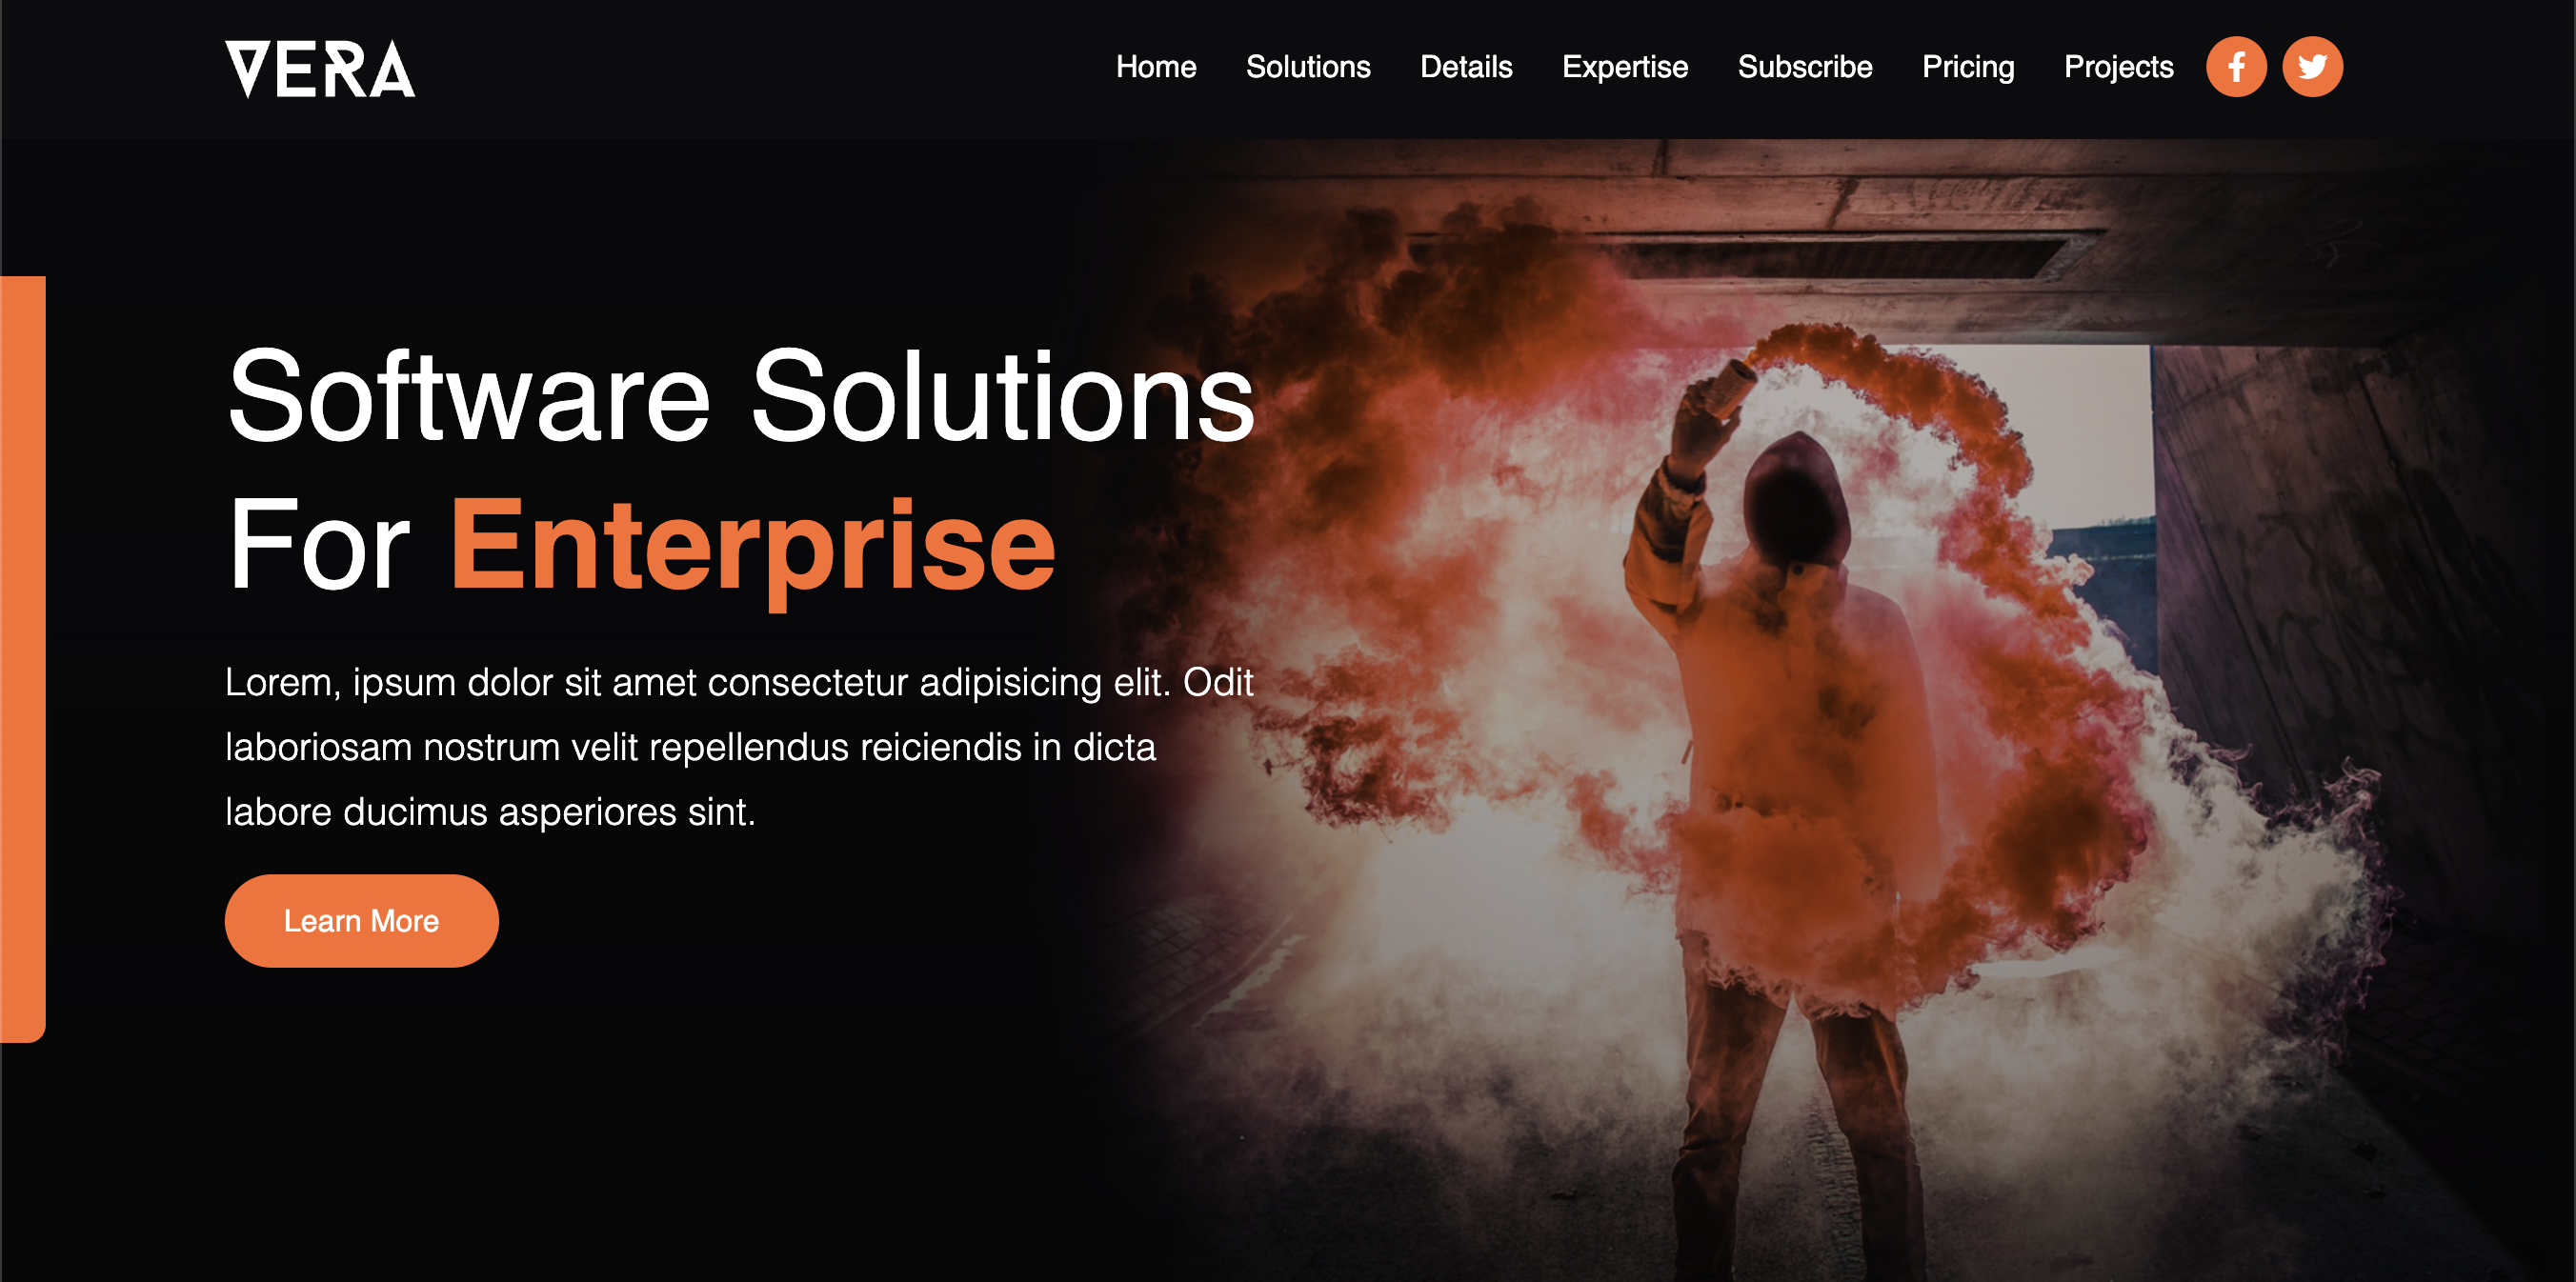 VERA
Home Solutions Details Expertise Subscribe Pricing Projects
Software Solutions
For Enterprise
Lorem, ipsum dolor sit amet consectetur adipisicing elit. Odit
laboriosam nostrum velit repellendus reiciendis in dicta
labore ducimus asperiores sint.
Learn More